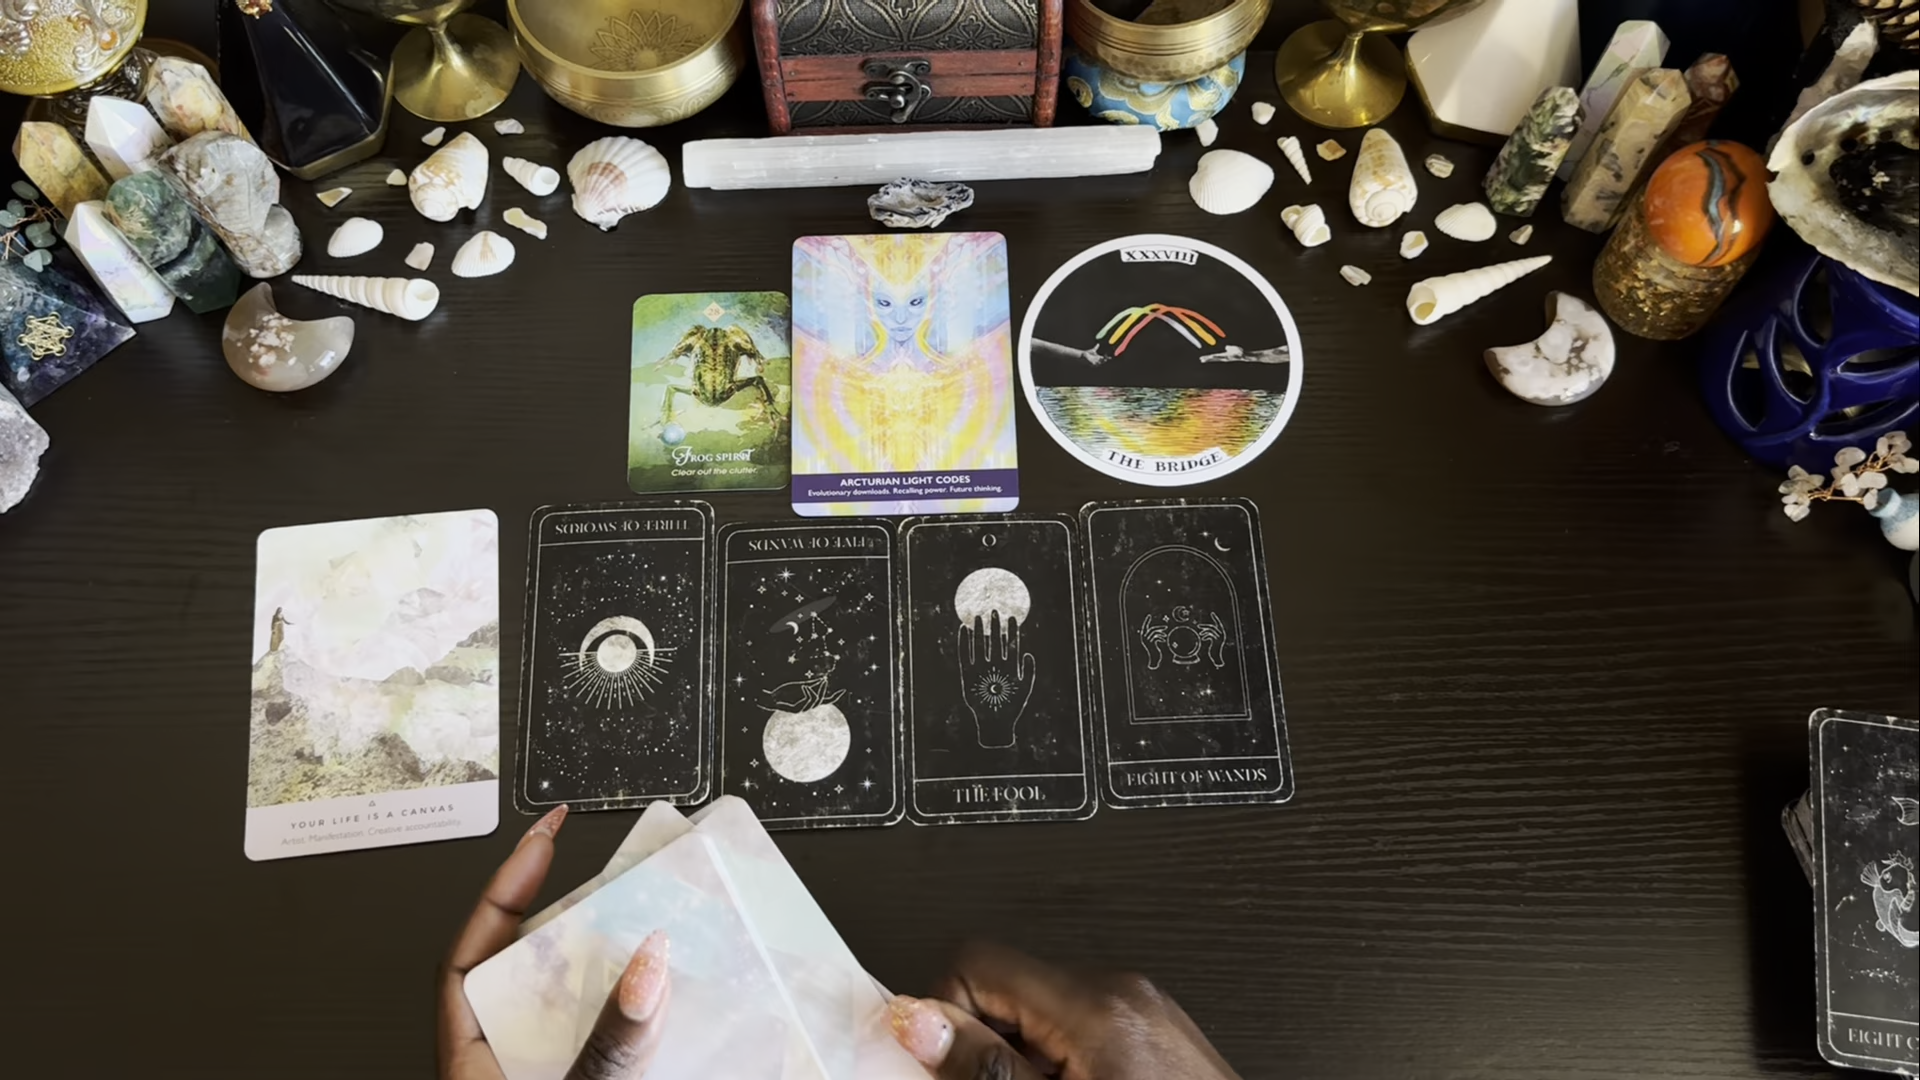 XXXVIII
28
FROG SPIRIT
Clear out the clutter.
ARCTURIAN LIGHT CODES
Evolutionary downloads. Recalling power. Future thinking.
THE BRIDGE
THREE OF SWORDS
FIVE OF WANDS
0
THE FOOL
EIGHT OF WANDS
YOUR LIFE IS A CANVAS
Artist. Manifestation. Creative accountability.
EIGHT